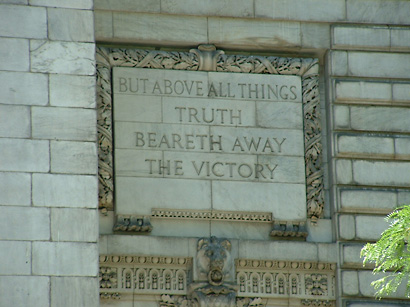 BUT ABOVE ALL THINGS
TRUTH
BEARETH AWAY
THE VICTORY